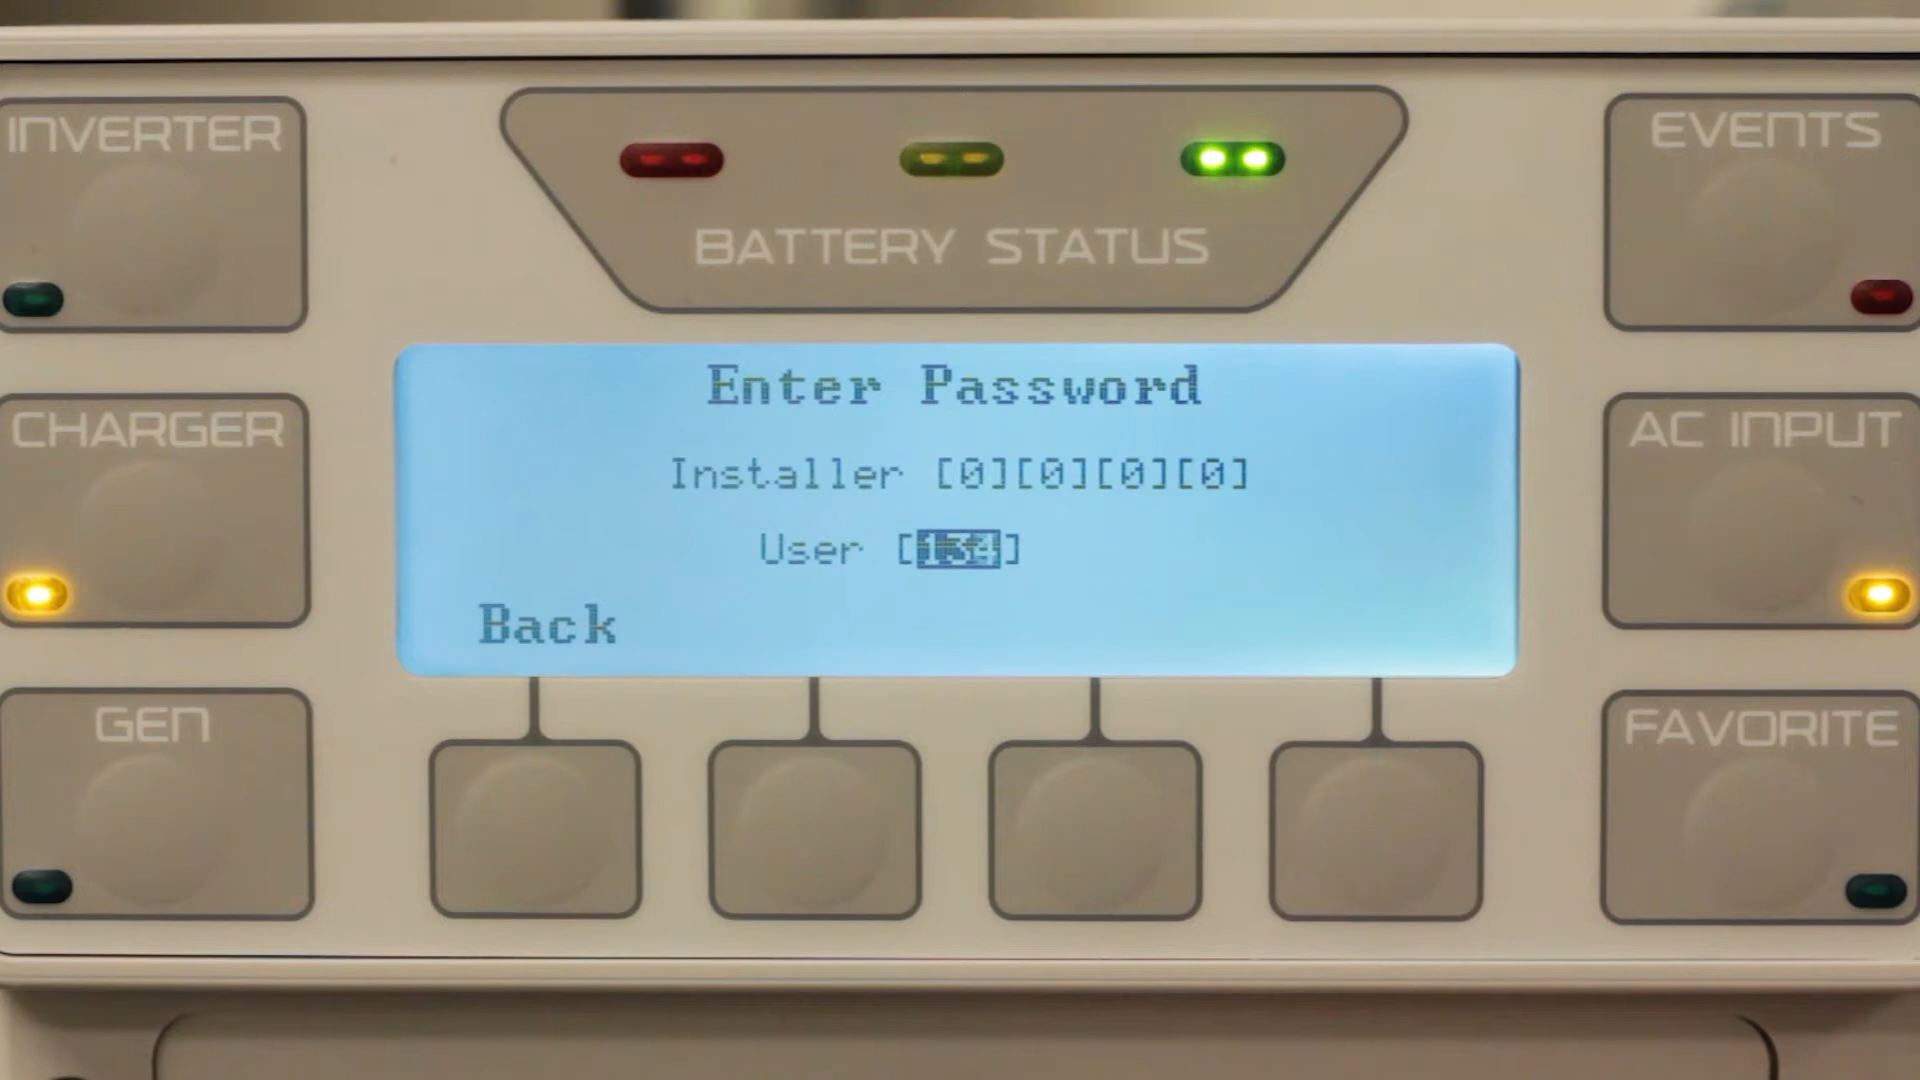 INVERTER
BATTERY STATUS
EVENTS
CHARGER
Enter Password
Installer [0][0][0][0]
User [134]
Back
AC INPUT
GEN
FAVORITE